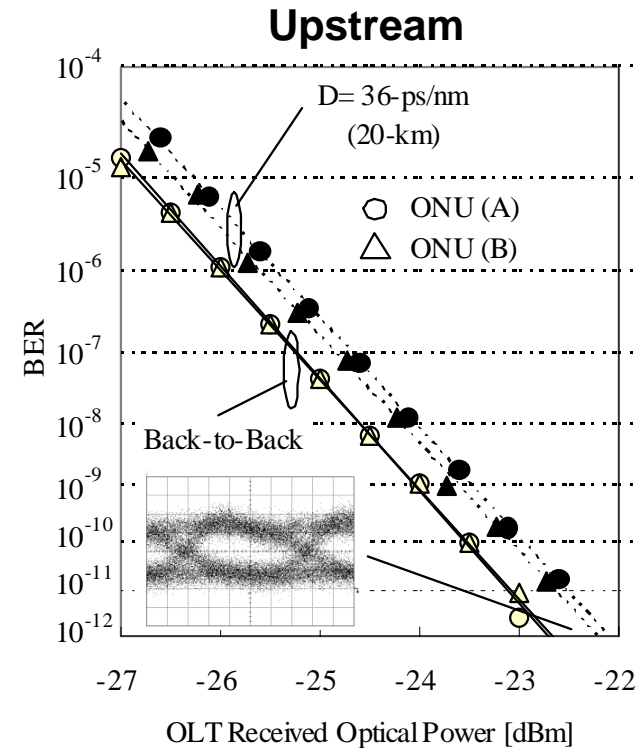 Upstream
D= 36-ps/nm
(20-km)
ONU (A)
ONU (B)
Back-to-Back
BER
10-4
10-5
10-6
10-7
10-8
10-9
10-10
10-11
10-12
-27 -26 -25 -24 -23 -22
OLT Received Optical Power [dBm]